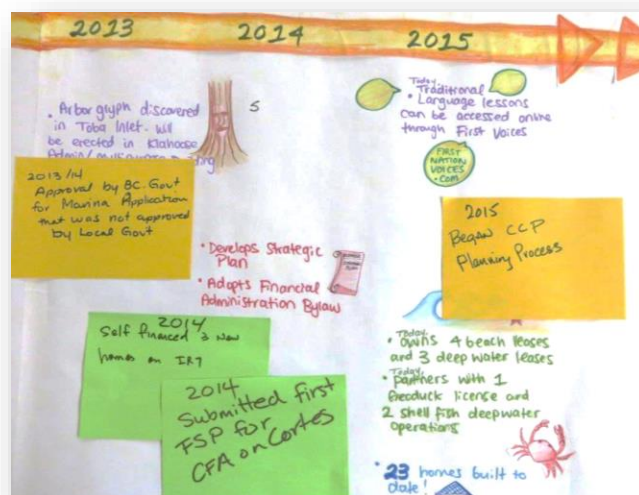 2013
2014
2015
• Arborglyph discovered
in Toba Inlet. Will
be erected in Klahoose
5
2013/14
Approval by BC. Govt
for Marina Application
that was not approved
by Local Govt
• Develops Strategic
Plan
• Adopts Financial
Administration Bylaw
2014
Self financed 3 new
homes on IR7
2014
Submitted first
FSP for
CFA on Cortes
Today
• Traditional
• Language lessons
can be accessed online
through First Voices
FIRST
NATION
VOICES
.COM
2015
Began CCP
Planning Process
Today
• owns 4 beach leases
and 3 deep water leases
Today
• partners with 1
geoduck license and
2 shell fish deepwater
operations
• 23 homes built to
date!